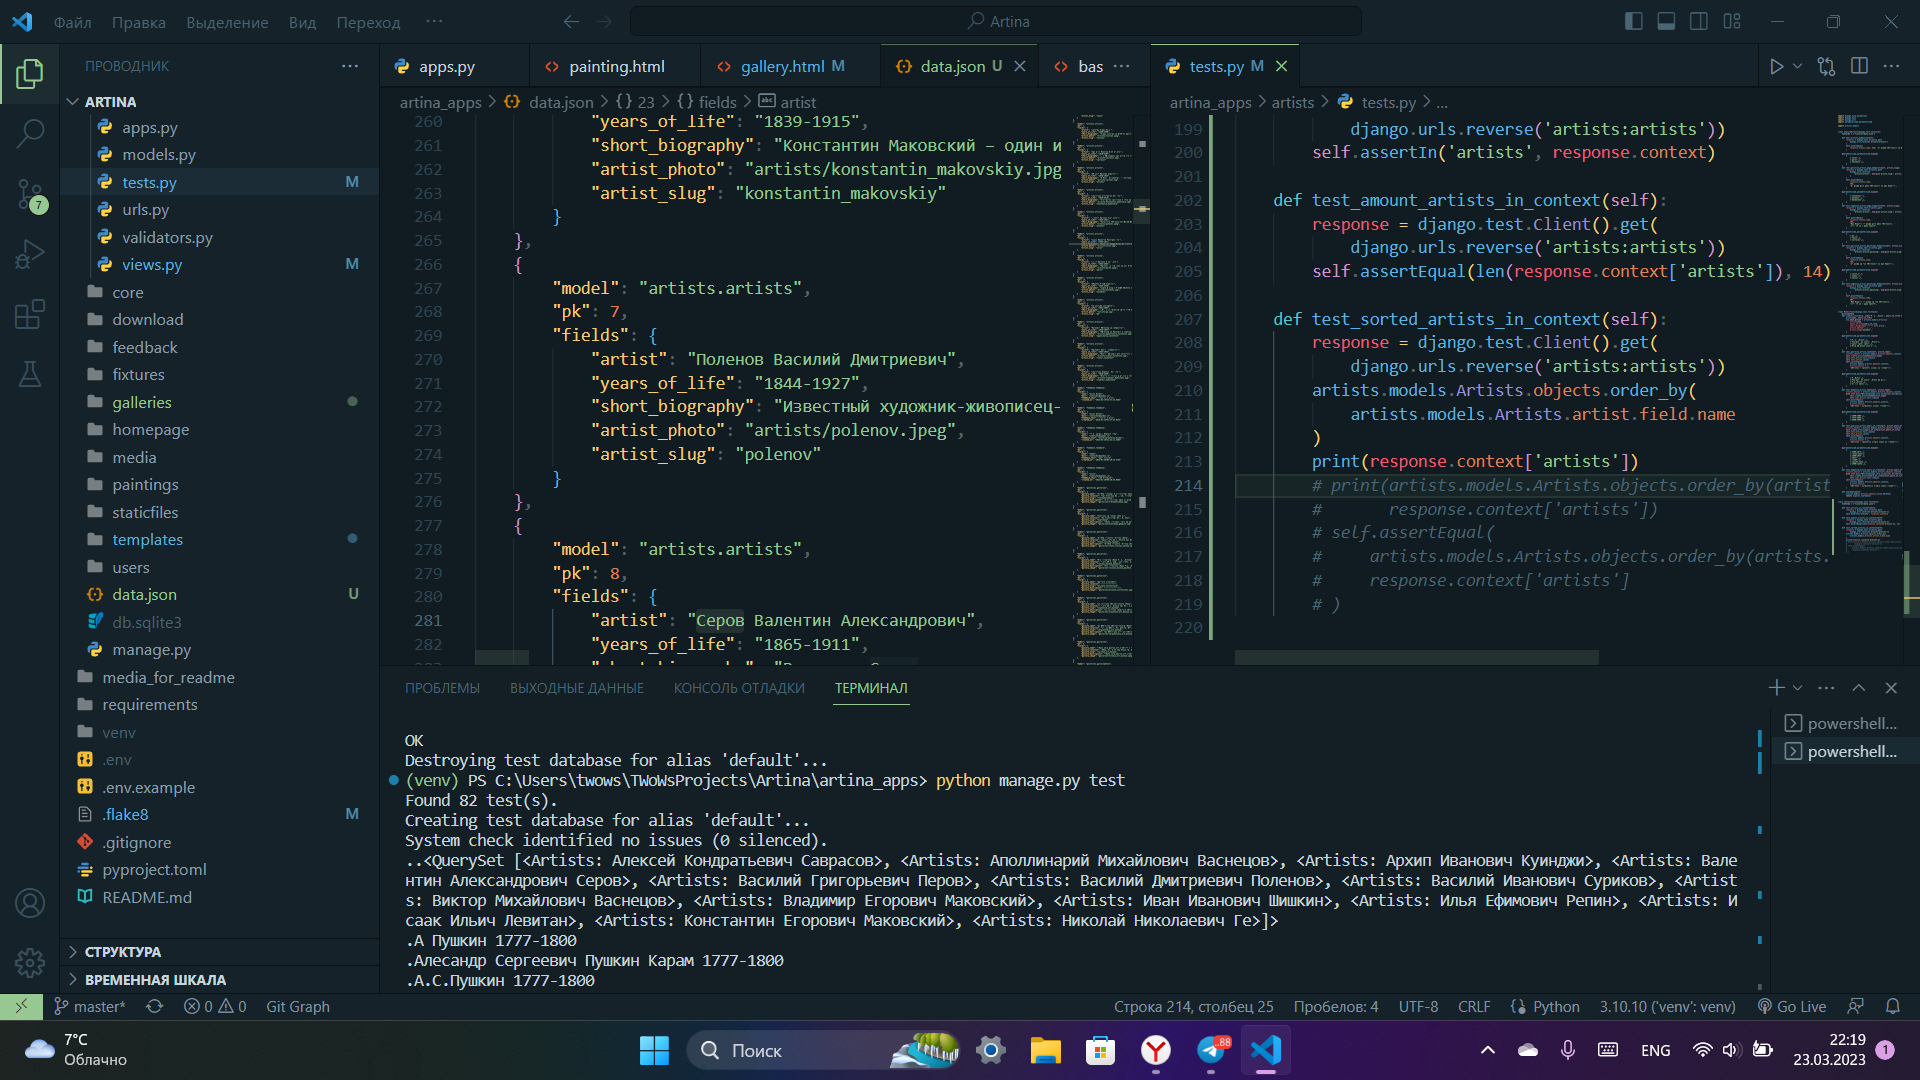 Файл Правка Выделение Вид Переход ··· Artina
ПРОВОДНИК ···
ARTINA
apps.py
models.py
tests.py M
urls.py
validators.py
views.py M
core
download
feedback
fixtures
galleries
homepage
media
paintings
staticfiles
templates
users
data.json U
db.sqlite3
manage.py
media_for_readme
requirements
venv
.env
.env.example
.flake8 M
.gitignore
pyproject.toml
README.md
СТРУКТУРА
ВРЕМЕННАЯ ШКАЛА
7
apps.py painting.html gallery.html M data.json U bas ···
artina_apps > data.json > {} 23 > {} fields > artist
260 "years_of_life": "1839-1915",
261 "short_biography": "Константин Маковский — один и
262 "artist_photo": "artists/konstantin_makovskiy.jpg
263 "artist_slug": "konstantin_makovskiy"
264 }
265 },
266 {
267 "model": "artists.artists",
268 "pk": 7,
269 "fields": {
270 "artist": "Поленов Василий Дмитриевич",
271 "years_of_life": "1844-1927",
272 "short_biography": "Известный художник-живописец-
273 "artist_photo": "artists/polenov.jpeg",
274 "artist_slug": "polenov"
275 }
276 },
277 {
278 "model": "artists.artists",
279 "pk": 8,
280 "fields": {
281 "artist": "Серов Валентин Александрович",
282 "years_of_life": "1865-1911",
tests.py M
artina_apps > artists > tests.py > ...
199 django.urls.reverse('artists:artists'))
200 self.assertIn('artists', response.context)
201
202 def test_amount_artists_in_context(self):
203 response = django.test.Client().get(
204 django.urls.reverse('artists:artists'))
205 self.assertEqual(len(response.context['artists']), 14)
206
207 def test_sorted_artists_in_context(self):
208 response = django.test.Client().get(
209 django.urls.reverse('artists:artists'))
210 artists.models.Artists.objects.order_by(
211 artists.models.Artists.artist.field.name
212 )
213 print(response.context['artists'])
214 # print(artists.models.Artists.objects.order_by(artist
215 # response.context['artists'])
216 # self.assertEqual(
217 # artists.models.Artists.objects.order_by(artists.
218 # response.context['artists']
219 # )
220
ПРОБЛЕМЫ ВЫХОДНЫЕ ДАННЫЕ КОНСОЛЬ ОТЛАДКИ ТЕРМИНАЛ
OK
Destroying test database for alias 'default'...
(venv) PS C:\Users\twows\TWoWsProjects\Artina\artina_apps> python manage.py test
Found 82 test(s).
Creating test database for alias 'default'...
System check identified no issues (0 silenced).
..<QuerySet [<Artists: Алексей Кондратьевич Саврасов>, <Artists: Аполлинарий Михайлович Васнецов>, <Artists: Архип Иванович Куинджи>, <Artists: Вале
нтин Александрович Серов>, <Artists: Василий Григорьевич Перов>, <Artists: Василий Дмитриевич Поленов>, <Artists: Василий Иванович Суриков>, <Artist
s: Виктор Михайлович Васнецов>, <Artists: Владимир Егорович Маковский>, <Artists: Иван Иванович Шишкин>, <Artists: Илья Ефимович Репин>, <Artists: И
саак Ильич Левитан>, <Artists: Константин Егорович Маковский>, <Artists: Николай Николаевич Ге>]>
.А Пушкин 1777-1800
.Алесандр Сергеевич Пушкин Карам 1777-1800
.А.С.Пушкин 1777-1800
powershell...
powershell...
master* 0 0 Git Graph Строка 214, столбец 25 Пробелов: 4 UTF-8 CRLF {} Python 3.10.10 ('venv': venv) Go Live
7°C
Облачно
Поиск
88
ENG
22:19
23.03.2023
1